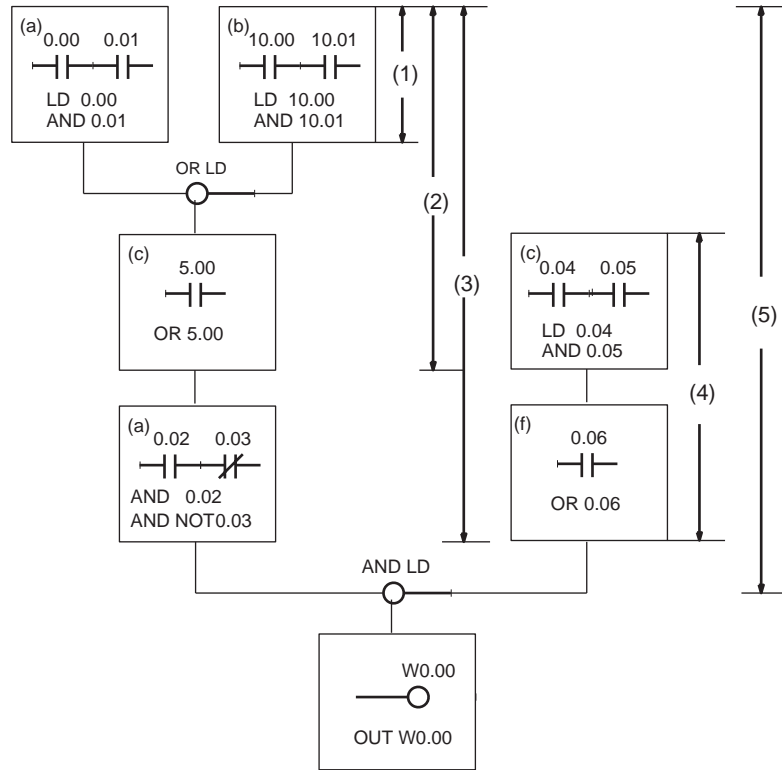 (a)
0.00 0.01
LD 0.00
AND 0.01
(b)
10.00 10.01
LD 10.00
AND 10.01
(1)
OR LD
(2)
(3)
(c)
5.00
OR 5.00
(c)
0.04 0.05
LD 0.04
AND 0.05
(5)
(4)
(a)
0.02 0.03
AND 0.02
AND NOT0.03
(f)
0.06
OR 0.06
AND LD
W0.00
OUT W0.00